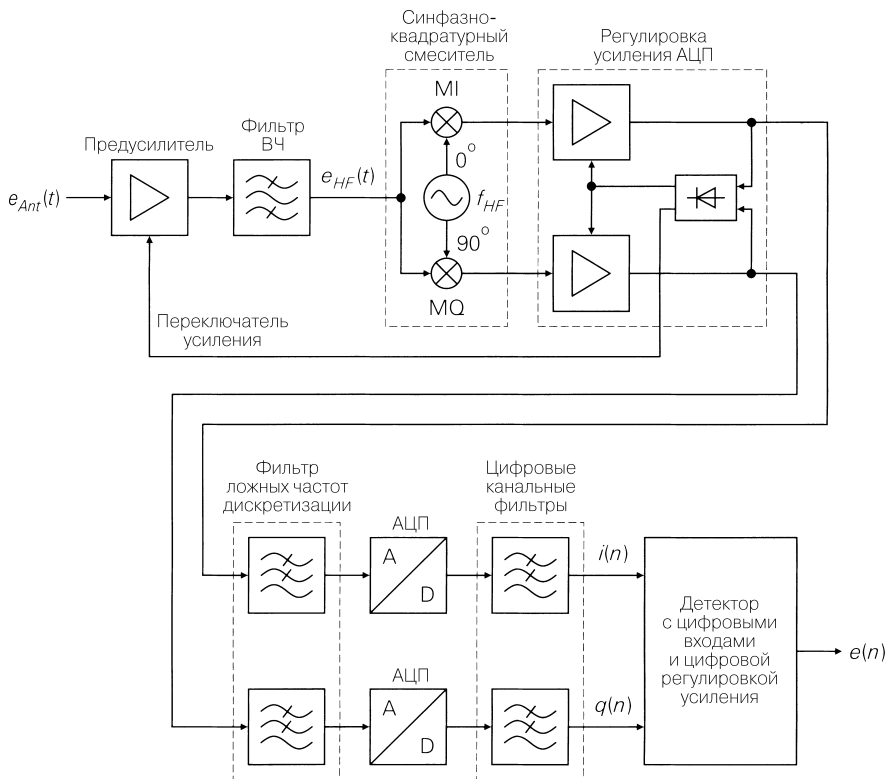 Синфазно-
квадратурный
смеситель
Регулировка
усиления АЦП
MI
Предусилитель
Фильтр
ВЧ
0°
e_Ant(t)
e_HF(t)
f_HF
90°
MQ
Переключатель
усиления
Фильтр
ложных частот
дискретизации
Цифровые
канальные
фильтры
АЦП
A
D
i(n)
Детектор
с цифровыми
входами
и цифровой
регулировкой
усиления
e(n)
АЦП
A
D
q(n)